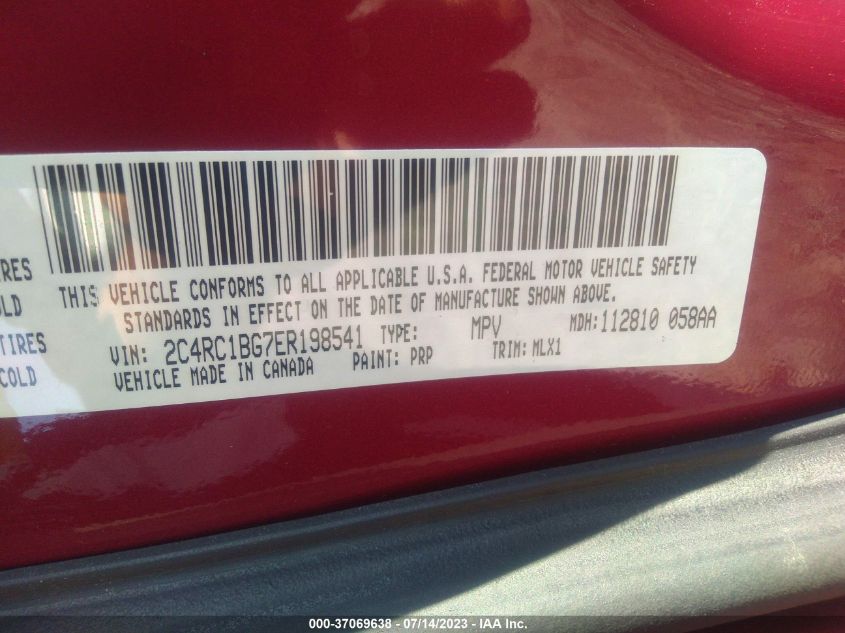 THIS VEHICLE CONFORMS TO ALL APPLICABLE U.S.A. FEDERAL MOTOR VEHICLE SAFETY
STANDARDS IN EFFECT ON THE DATE OF MANUFACTURE SHOWN ABOVE.
VIN: 2C4RC1BG7ER198541 TYPE: MPV MDH:112810 058AA
VEHICLE MADE IN CANADA PAINT: PRP TRIM: MLX1
IRES
OLD
TIRES
COLD
000-37069638 - 07/14/2023 - IAA Inc.